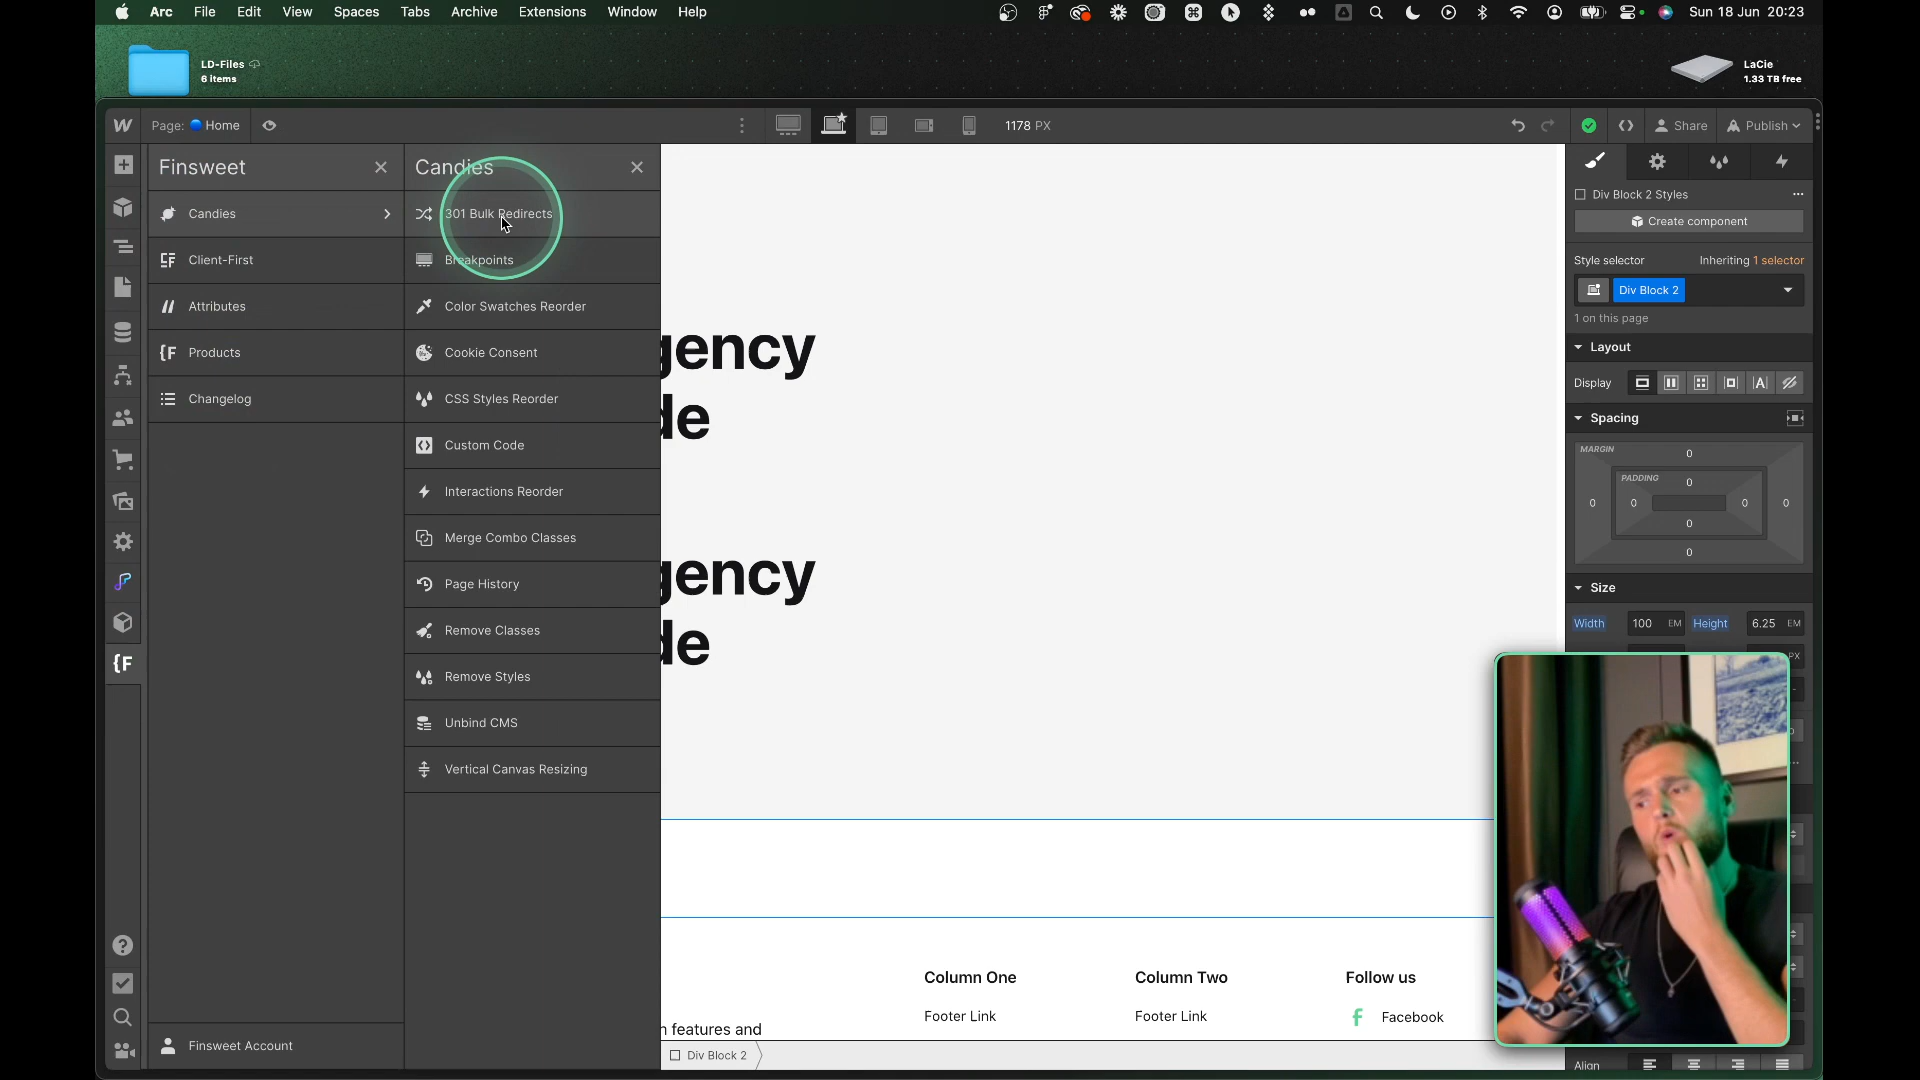 Arc File Edit View Spaces Tabs Archive Extensions Window Help
Sun 18 Jun 20:23
LD-Files
6 items
LaCie
1.33 TB free
Page: Home
1178 PX
Share
Publish
Finsweet
Candies
Client-First
Attributes
Products
Changelog
Finsweet Account
Candies
301 Bulk Redirects
Breakpoints
Color Swatches Reorder
Cookie Consent
CSS Styles Reorder
Custom Code
Interactions Reorder
Merge Combo Classes
Page History
Remove Classes
Remove Styles
Unbind CMS
Vertical Canvas Resizing
gency
de
gency
de
Column One
Column Two
Follow us
Footer Link
Footer Link
Facebook
n features and
Div Block 2
Div Block 2 Styles
Create component
Style selector
Inheriting 1 selector
Div Block 2
1 on this page
Layout
Display
Spacing
MARGIN
0
PADDING
0
0 0 0 0
0
0
Size
Width 100 EM Height 6.25 EM
PX
Align